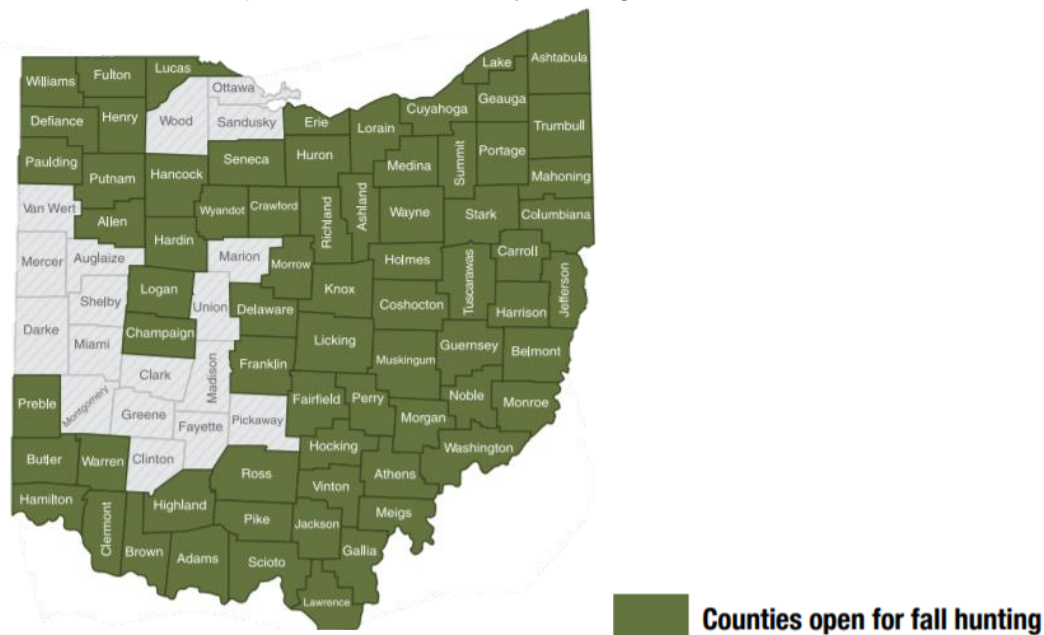 Lake
Ashtabula
Williams
Fulton
Lucas
Ottawa
Geauga
Cuyahoga
Defiance
Henry
Wood
Sandusky
Erie
Lorain
Trumbull
Paulding
Putnam
Hancock
Seneca
Huron
Medina
Summit
Portage
Mahoning
Van Wert
Allen
Wyandot
Crawford
Richland
Ashland
Wayne
Stark
Columbiana
Mercer
Auglaize
Hardin
Marion
Morrow
Holmes
Tuscarawas
Carroll
Jefferson
Logan
Knox
Shelby
Union
Delaware
Coshocton
Harrison
Darke
Miami
Champaign
Licking
Muskingum
Guernsey
Belmont
Franklin
Clark
Madison
Preble
Montgomery
Greene
Fayette
Pickaway
Fairfield
Perry
Morgan
Noble
Monroe
Hocking
Washington
Butler
Warren
Clinton
Ross
Athens
Vinton
Hamilton
Clermont
Highland
Pike
Jackson
Meigs
Brown
Adams
Scioto
Gallia
Lawrence
Counties open for fall hunting